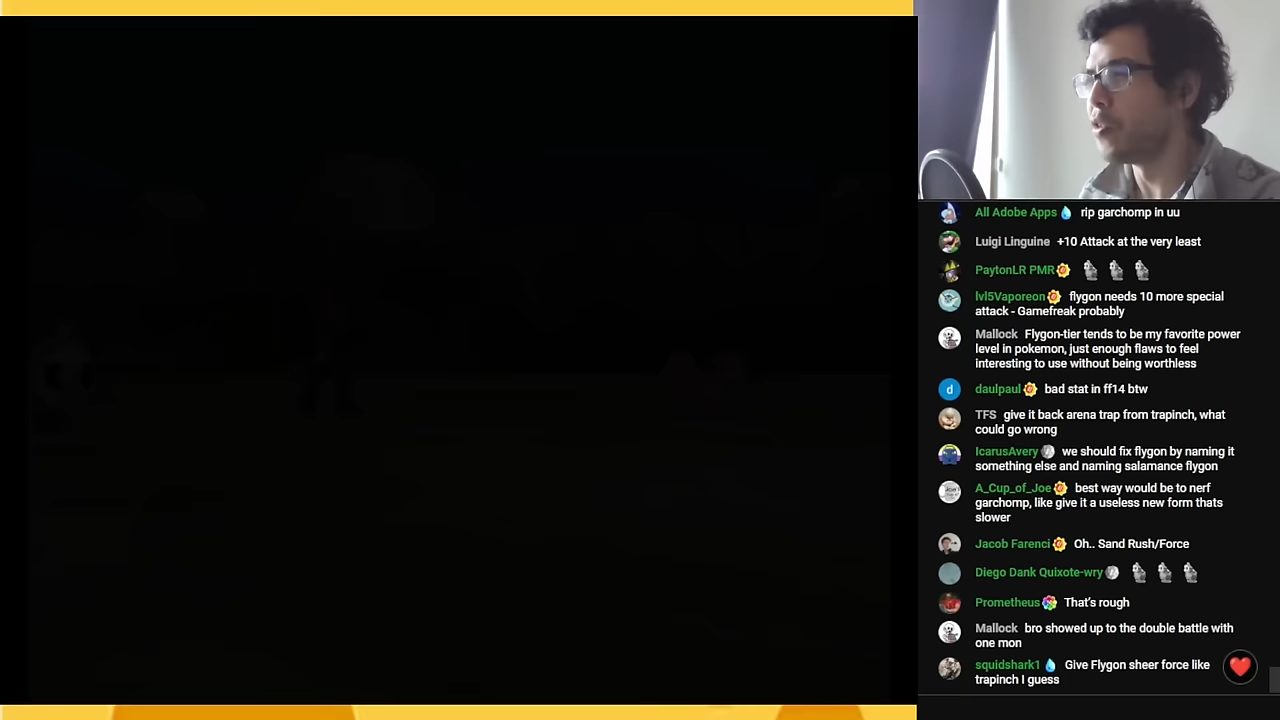 All Adobe Apps rip garchomp in uu
Luigi Linguine +10 Attack at the very least
PaytonLR PMR
lvl5Vaporeon flygon needs 10 more special
attack - Gamefreak probably
Mallock Flygon-tier tends to be my favorite power
level in pokemon, just enough flaws to feel
interesting to use without being worthless
d daulpaul bad stat in ff14 btw
TFS give it back arena trap from trapinch, what
could go wrong
IcarusAvery we should fix flygon by naming it
something else and naming salamance flygon
A_Cup_of_Joe best way would be to nerf
garchomp, like give it a useless new form thats
slower
Jacob Farenci Oh.. Sand Rush/Force
Diego Dank Quixote-wry
Prometheus That's rough
Mallock bro showed up to the double battle with
one mon
squidshark1 Give Flygon sheer force like
trapinch I guess